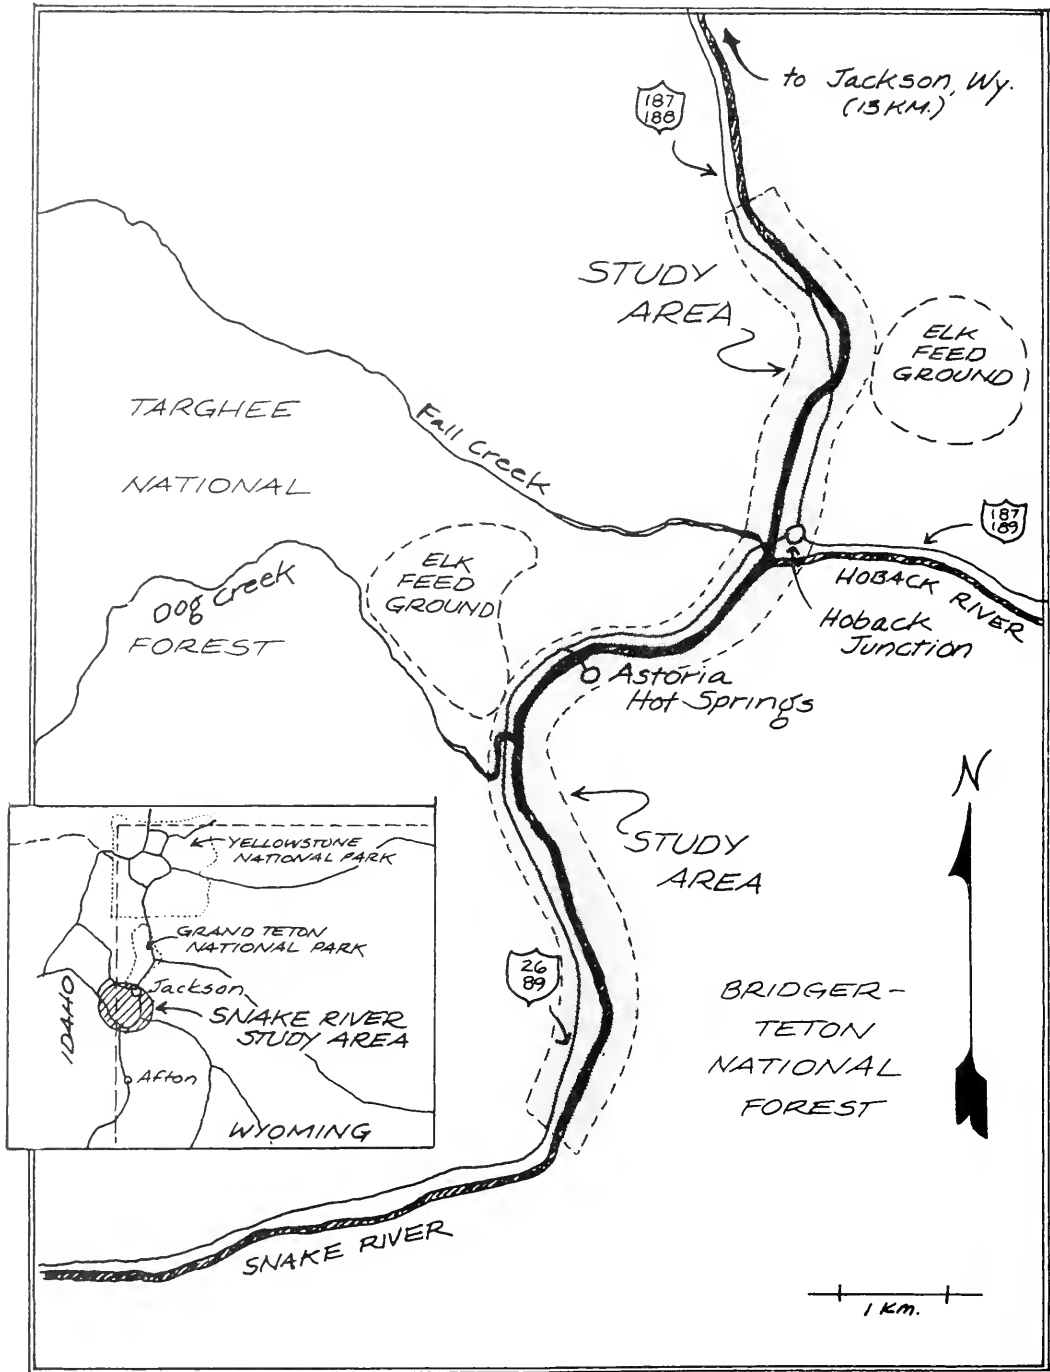 to Jackson, Wy.
(13 KM.)
187
188
STUDY
AREA
ELK
FEED
GROUND
TARGHEE
NATIONAL
FOREST
Fall Creek
187
189
ELK
FEED
GROUND
Dog Creek
HOBACK RIVER
Hoback
Junction
Astoria
Hot Springs
N
STUDY
AREA
YELLOWSTONE
NATIONAL PARK
GRAND TETON
NATIONAL PARK
Jackson
IDAHO
SNAKE RIVER
STUDY AREA
Afton
WYOMING
26
89
BRIDGER-
TETON
NATIONAL
FOREST
SNAKE RIVER
1 KM.